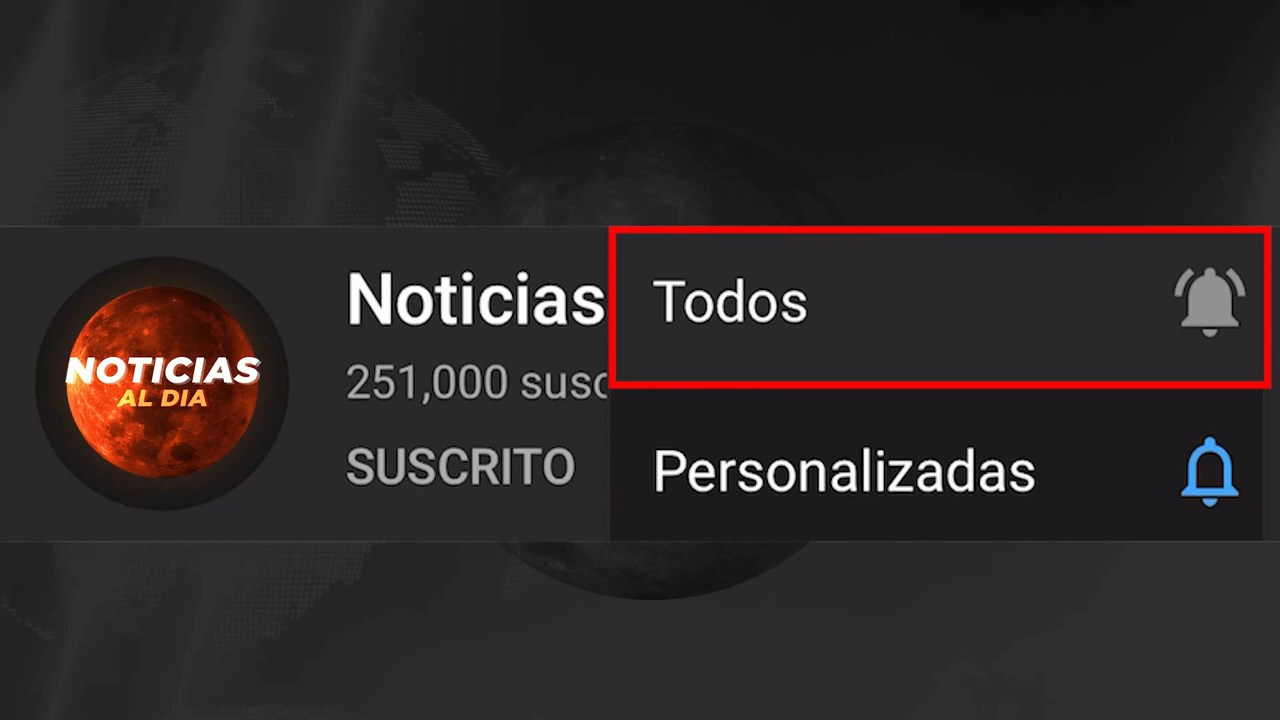 NOTICIAS
AL DIA
Noticias
251,000 susc
SUSCRITO
Todos
Personalizadas